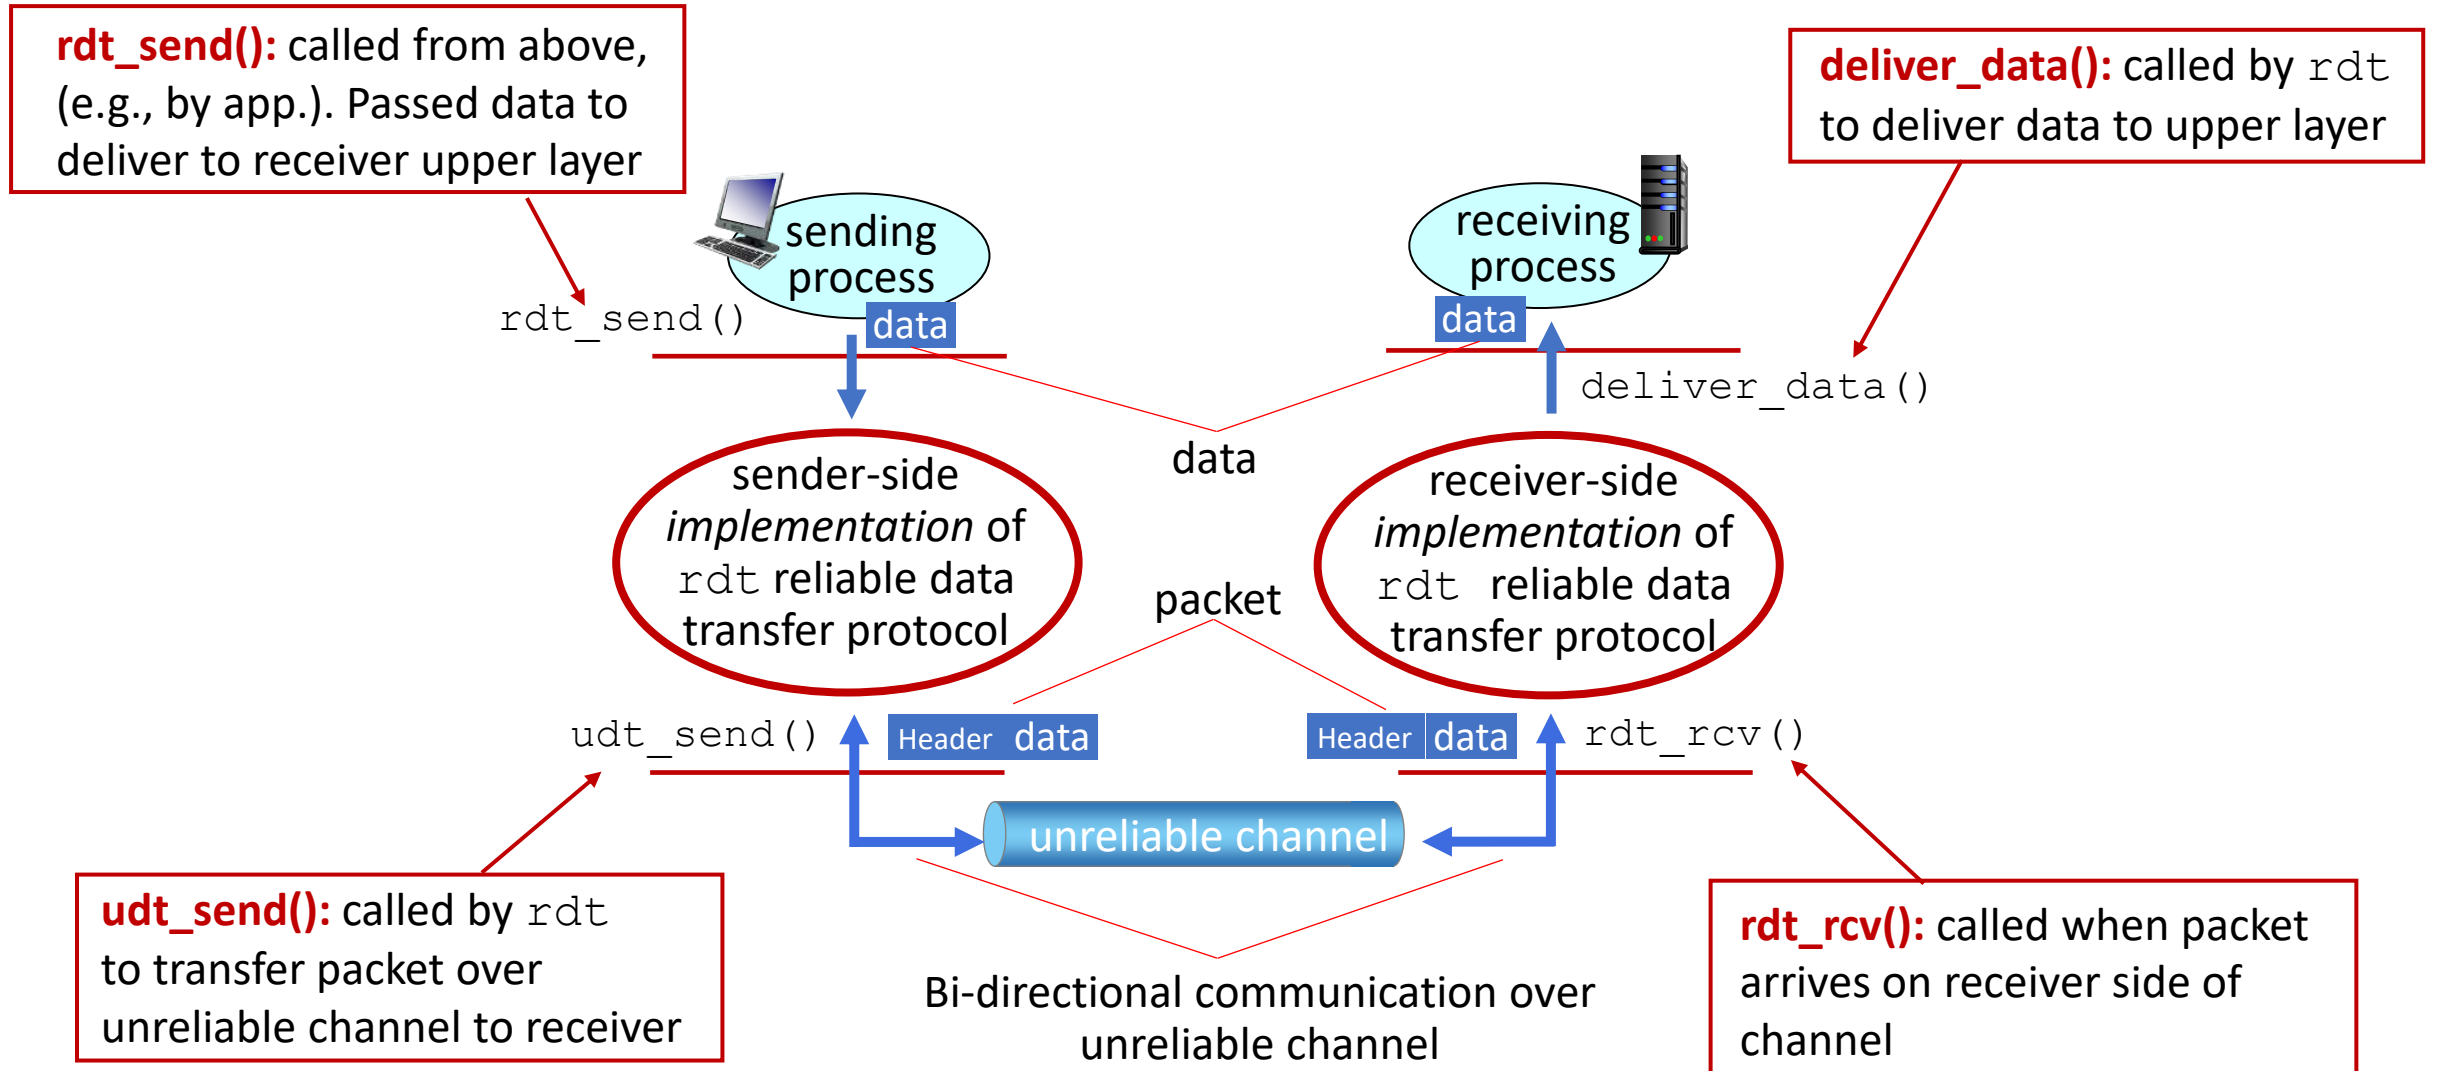 rdt_send(): called from above,
(e.g., by app.). Passed data to
deliver to receiver upper layer
deliver_data(): called by rdt
to deliver data to upper layer
sending
process
receiving
process
rdt_send()
data
data
deliver_data()
data
sender-side
implementation of
rdt reliable data
transfer protocol
receiver-side
implementation of
rdt reliable data
transfer protocol
packet
udt_send()
Header data
Header data
rdt_rcv()
unreliable channel
udt_send(): called by rdt
to transfer packet over
unreliable channel to receiver
Bi-directional communication over
unreliable channel
rdt_rcv(): called when packet
arrives on receiver side of
channel